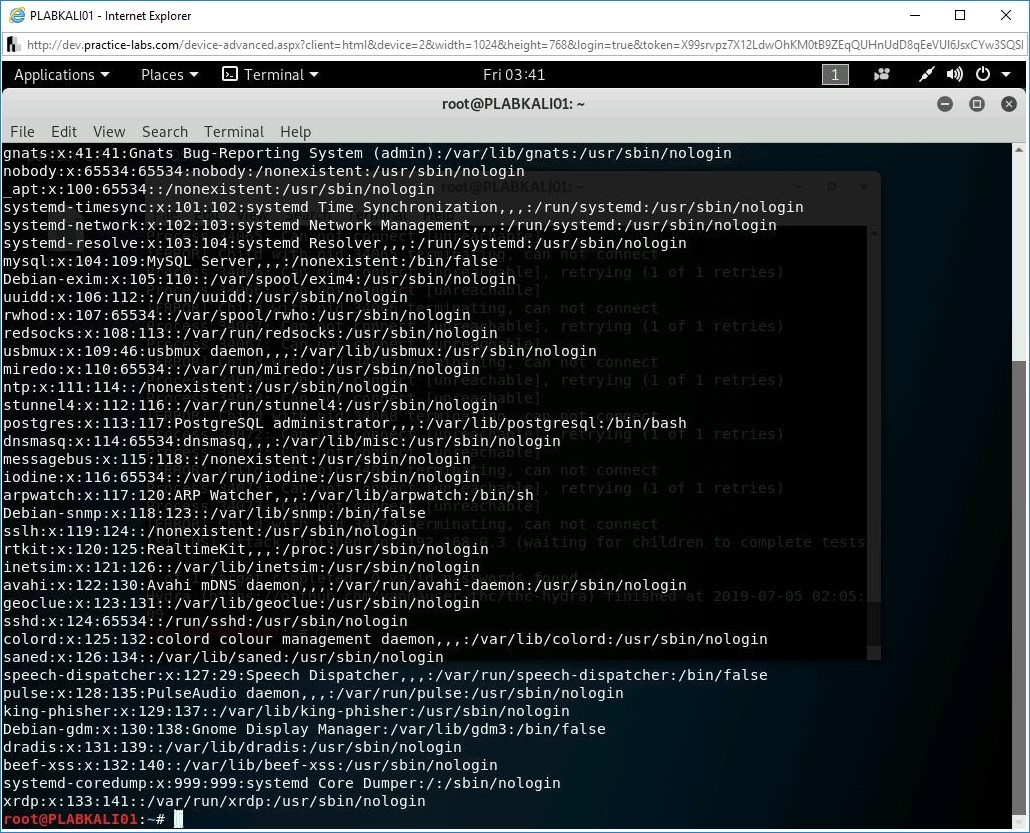 PLABKALI01 - Internet Explorer
http://dev.practice-labs.com/device-advanced.aspx?client=html&device=2&width=1024&height=768&login=true&token=X99srvpz7X12LdwOhKM0tB9ZEqQUHnUdD8qEeVUI6JsxCYw3SQSI
Applications Places Terminal Fri 03:41 1
root@PLABKALI01: ~
File Edit View Search Terminal Help
gnats:x:41:41:Gnats Bug-Reporting System (admin):/var/lib/gnats:/usr/sbin/nologin
nobody:x:65534:65534:nobody:/nonexistent:/usr/sbin/nologin
_apt:x:100:65534::/nonexistent:/usr/sbin/nologin
systemd-timesync:x:101:102:systemd Time Synchronization,,,:/run/systemd:/usr/sbin/nologin
systemd-network:x:102:103:systemd Network Management,,,:/run/systemd:/usr/sbin/nologin
systemd-resolve:x:103:104:systemd Resolver,,,:/run/systemd:/usr/sbin/nologin
mysql:x:104:109:MySQL Server,,,:/nonexistent:/bin/false
Debian-exim:x:105:110::/var/spool/exim4:/usr/sbin/nologin
uuidd:x:106:112::/run/uuidd:/usr/sbin/nologin
rwhod:x:107:65534::/var/spool/rwho:/usr/sbin/nologin
redsocks:x:108:113::/var/run/redsocks:/usr/sbin/nologin
usbmux:x:109:46:usbmux daemon,,,:/var/lib/usbmux:/usr/sbin/nologin
miredo:x:110:65534::/var/run/miredo:/usr/sbin/nologin
ntp:x:111:114::/nonexistent:/usr/sbin/nologin
stunnel4:x:112:116::/var/run/stunnel4:/usr/sbin/nologin
postgres:x:113:117:PostgreSQL administrator,,,:/var/lib/postgresql:/bin/bash
dnsmasq:x:114:65534:dnsmasq,,,:/var/lib/misc:/usr/sbin/nologin
messagebus:x:115:118::/nonexistent:/usr/sbin/nologin
iodine:x:116:65534::/var/run/iodine:/usr/sbin/nologin
arpwatch:x:117:120:ARP Watcher,,,:/var/lib/arpwatch:/bin/sh
Debian-snmp:x:118:123::/var/lib/snmp:/bin/false
sslh:x:119:124::/nonexistent:/usr/sbin/nologin
rtkit:x:120:125:RealtimeKit,,,:/proc:/usr/sbin/nologin
inetsim:x:121:126::/var/lib/inetsim:/usr/sbin/nologin
avahi:x:122:130:Avahi mDNS daemon,,,:/var/run/avahi-daemon:/usr/sbin/nologin
geoclue:x:123:131::/var/lib/geoclue:/usr/sbin/nologin
sshd:x:124:65534::/run/sshd:/usr/sbin/nologin
colord:x:125:132:colord colour management daemon,,,:/var/lib/colord:/usr/sbin/nologin
saned:x:126:134::/var/lib/saned:/usr/sbin/nologin
speech-dispatcher:x:127:29:Speech Dispatcher,,,:/var/run/speech-dispatcher:/bin/false
pulse:x:128:135:PulseAudio daemon,,,:/var/run/pulse:/usr/sbin/nologin
king-phisher:x:129:137::/var/lib/king-phisher:/usr/sbin/nologin
Debian-gdm:x:130:138:Gnome Display Manager:/var/lib/gdm3:/bin/false
dradis:x:131:139::/var/lib/dradis:/usr/sbin/nologin
beef-xss:x:132:140::/var/lib/beef-xss:/usr/sbin/nologin
systemd-coredump:x:999:999:systemd Core Dumper:/:/sbin/nologin
xrdp:x:133:141::/var/run/xrdp:/usr/sbin/nologin
root@PLABKALI01:~#